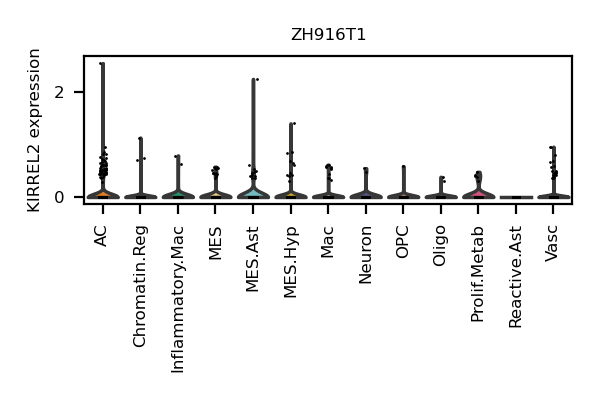 ZH916T1
KIRREL2 expression
2
0
AC
Chromatin.Reg
Inflammatory.Mac
MES
MES.Ast
MES.Hyp
Mac
Neuron
OPC
Oligo
Prolif.Metab
Reactive.Ast
Vasc